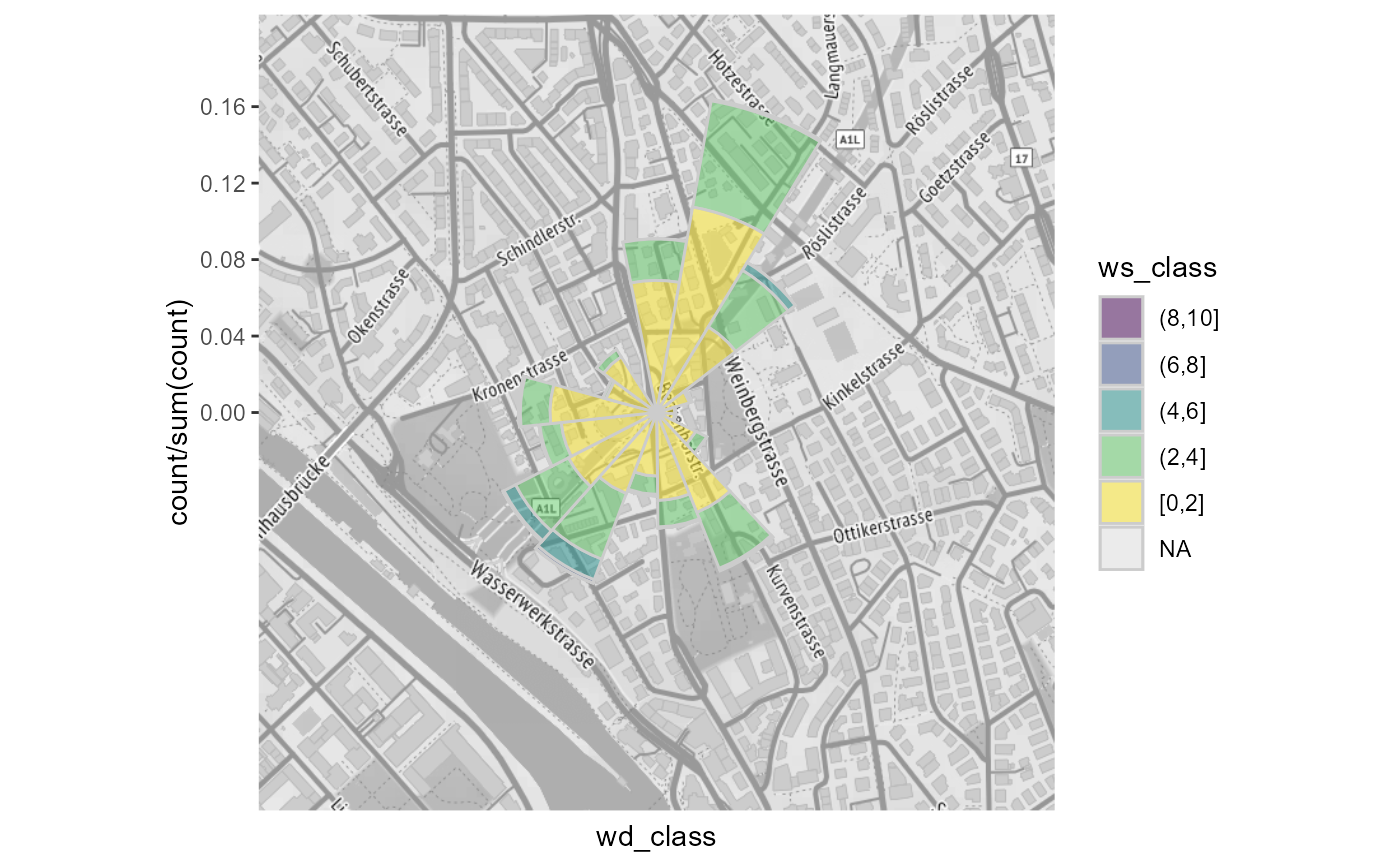 Schubertstrasse
Hotzestrasse
Langmauers
Röslistrasse
0.16
A1L
17
0.12
Goetzstrasse
Schindlerstr.
Röslistrasse
0.08
Okenstrasse
ws_class
(8,10]
0.04
Kronenstrasse
Weinbergstrasse
Kinkelstrasse
(6,8]
0.00
(4,6]
count/sum(count)
(2,4]
nhausbrücke
A1L
[0,2]
Ottikerstrasse
NA
Wasserwerkstrasse
Kurvenstrasse
wd_class